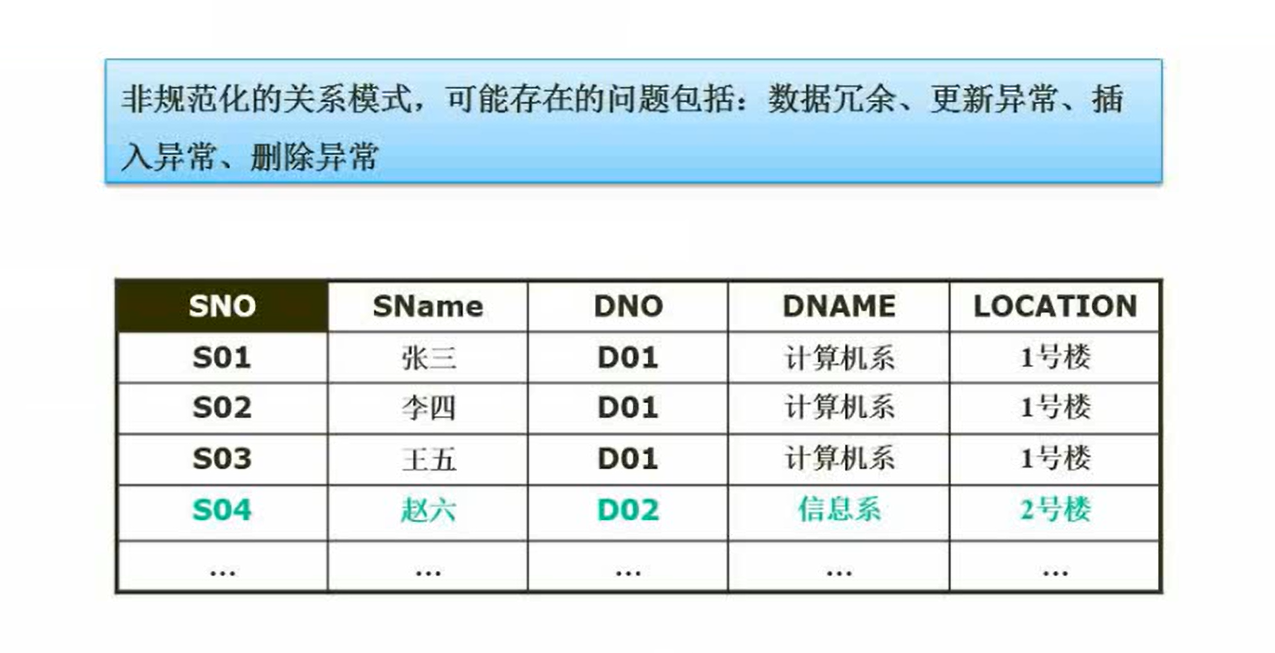 非规范化的关系模式，可能存在的问题包括：数据冗余、更新异常、插
入异常、删除异常
SNO SName DNO DNAME LOCATION
S01 张三 D01 计算机系 1号楼
S02 李四 D01 计算机系 1号楼
S03 王五 D01 计算机系 1号楼
S04 赵六 D02 信息系 2号楼
... ... ... ... ...